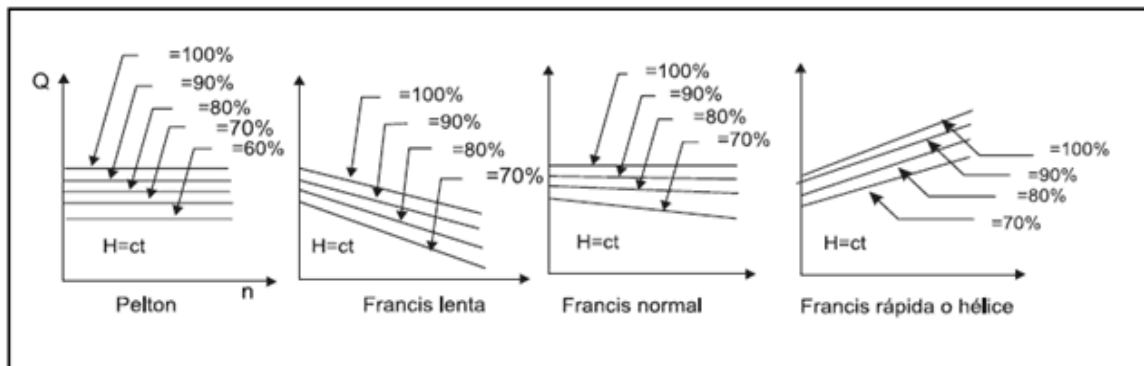 Q
=100%
=90%
=80%
=70%
=60%
H=ct
n
Pelton
=100%
=90%
=80%
=70%
H=ct
Francis lenta
=100%
=90%
=80%
=70%
H=ct
Francis normal
=100%
=90%
=80%
=70%
H=ct
Francis rápida o hélice